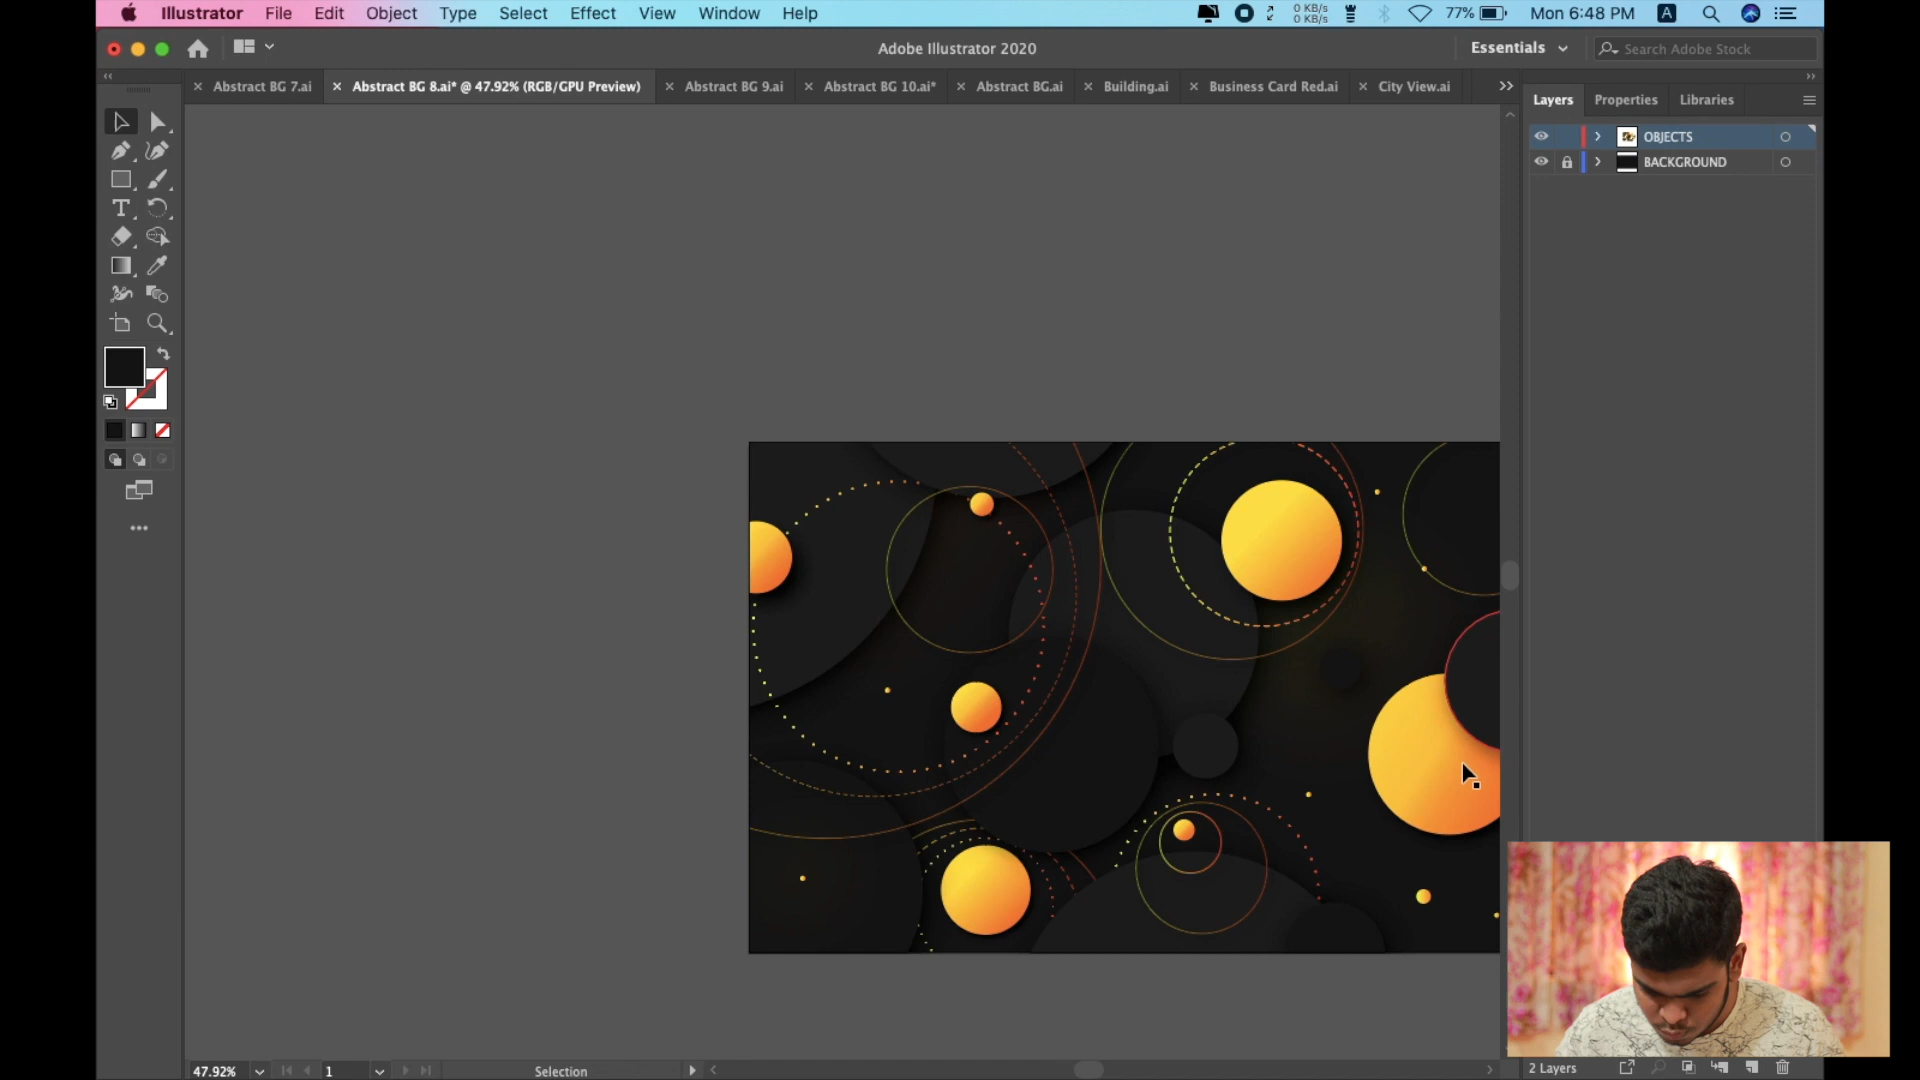 Illustrator File Edit Object Type Select Effect View Window Help 0 KB/s 0 KB/s 77% Mon 6:48 PM A
Adobe Illustrator 2020 Essentials Search Adobe Stock
Abstract BG 7.ai Abstract BG 8.ai* @ 47.92% (RGB/GPU Preview) Abstract BG 9.ai Abstract BG 10.ai* Abstract BG.ai Building.ai Business Card Red.ai City View.ai
Layers Properties Libraries
OBJECTS
BACKGROUND
47.92% 1 Selection 2 Layers